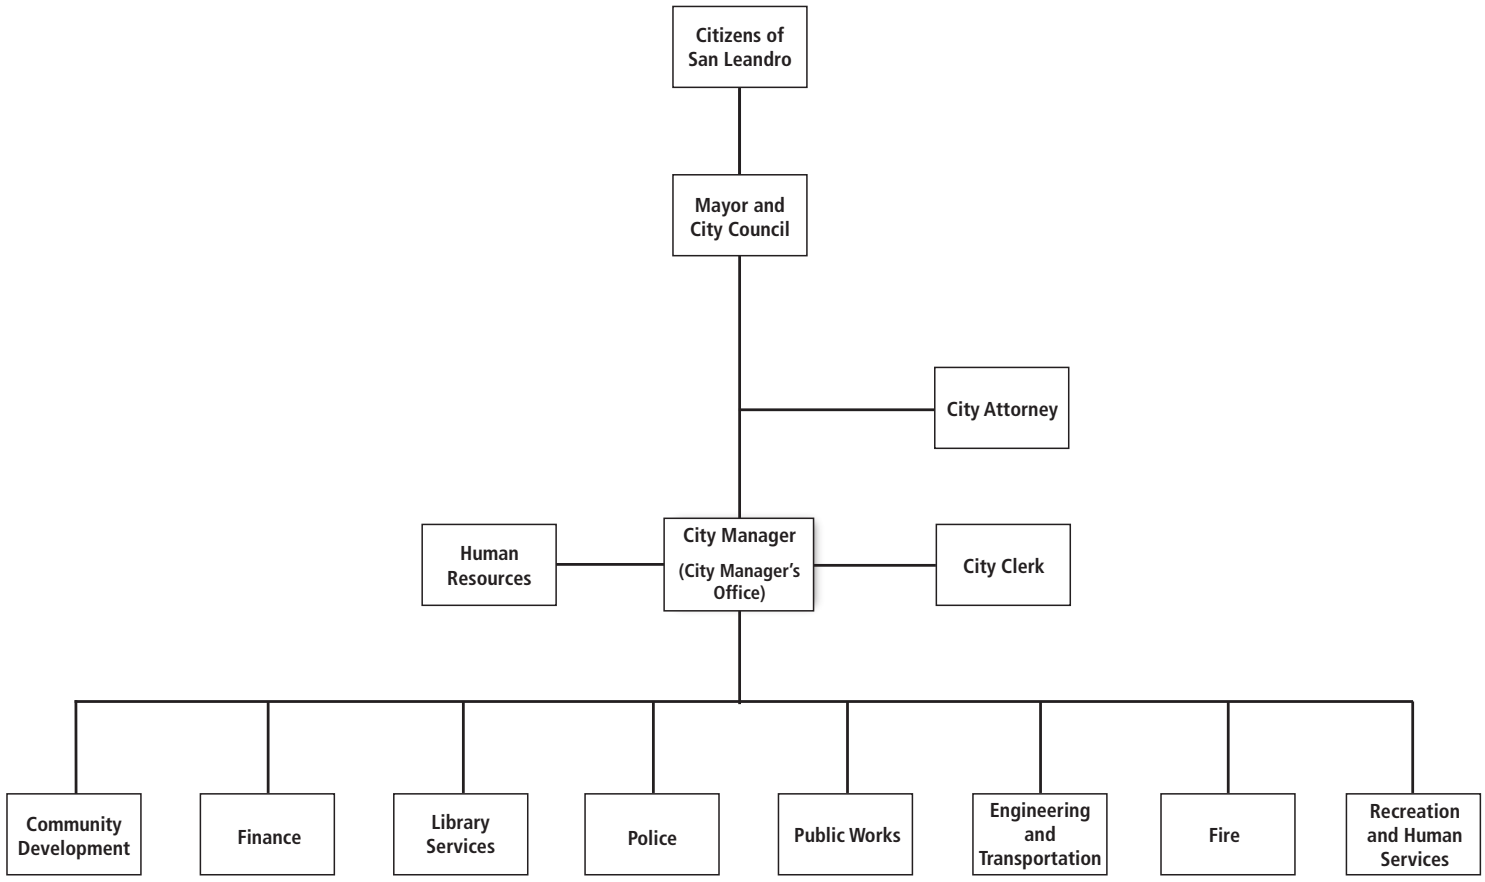 Citizens of
San Leandro
Mayor and
City Council
City Attorney
Human
Resources
City Manager
(City Manager’s
Office)
City Clerk
Community
Development
Finance
Library
Services
Police
Public Works
Engineering
and
Transportation
Fire
Recreation
and Human
Services